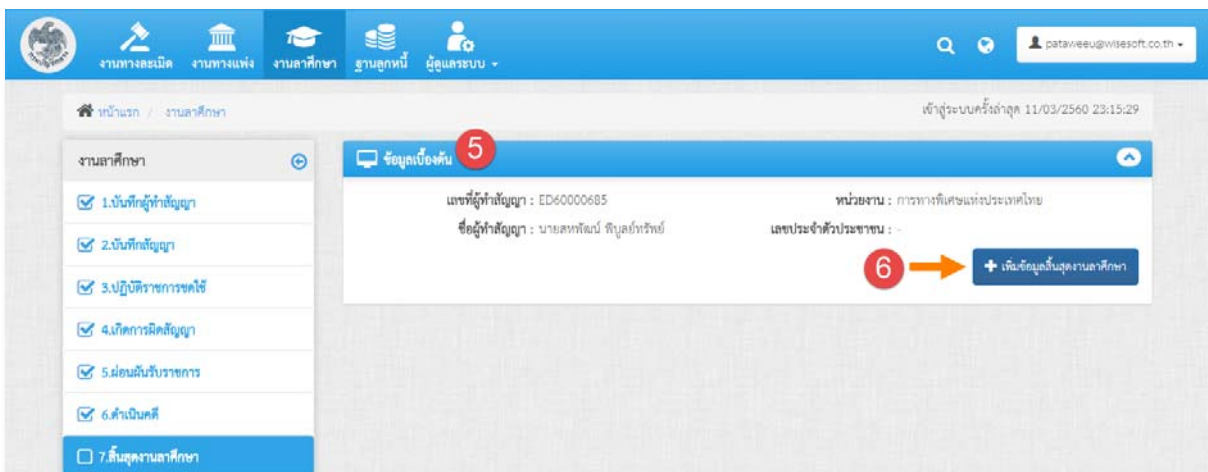 งานทางละเมิด งานทางแพ่ง งานลาศึกษา ฐานลูกหนี้ ผู้ดูแลระบบ
pataweeu@wisesoft.co.th
หน้าแรก / งานลาศึกษา
เข้าสู่ระบบครั้งล่าสุด 11/03/2560 23:15:29
งานลาศึกษา
1.บันทึกผู้ทำสัญญา
2.บันทึกสัญญา
3.ปฏิบัติราชการชดใช้
4.เกิดการผิดสัญญา
5.ผ่อนผันรับราชการ
6.ดำเนินคดี
7.สิ้นสุดงานลาศึกษา
ข้อมูลเบื้องต้น 5
เลขที่ผู้ทำสัญญา : ED60000685 หน่วยงาน : การทางพิเศษแห่งประเทศไทย
ชื่อผู้ทำสัญญา : นายสหพัฒน์ พิบูลย์ทรัพย์ เลขประจำตัวประชาชน : -
6 เพิ่มข้อมูลสิ้นสุดงานลาศึกษา